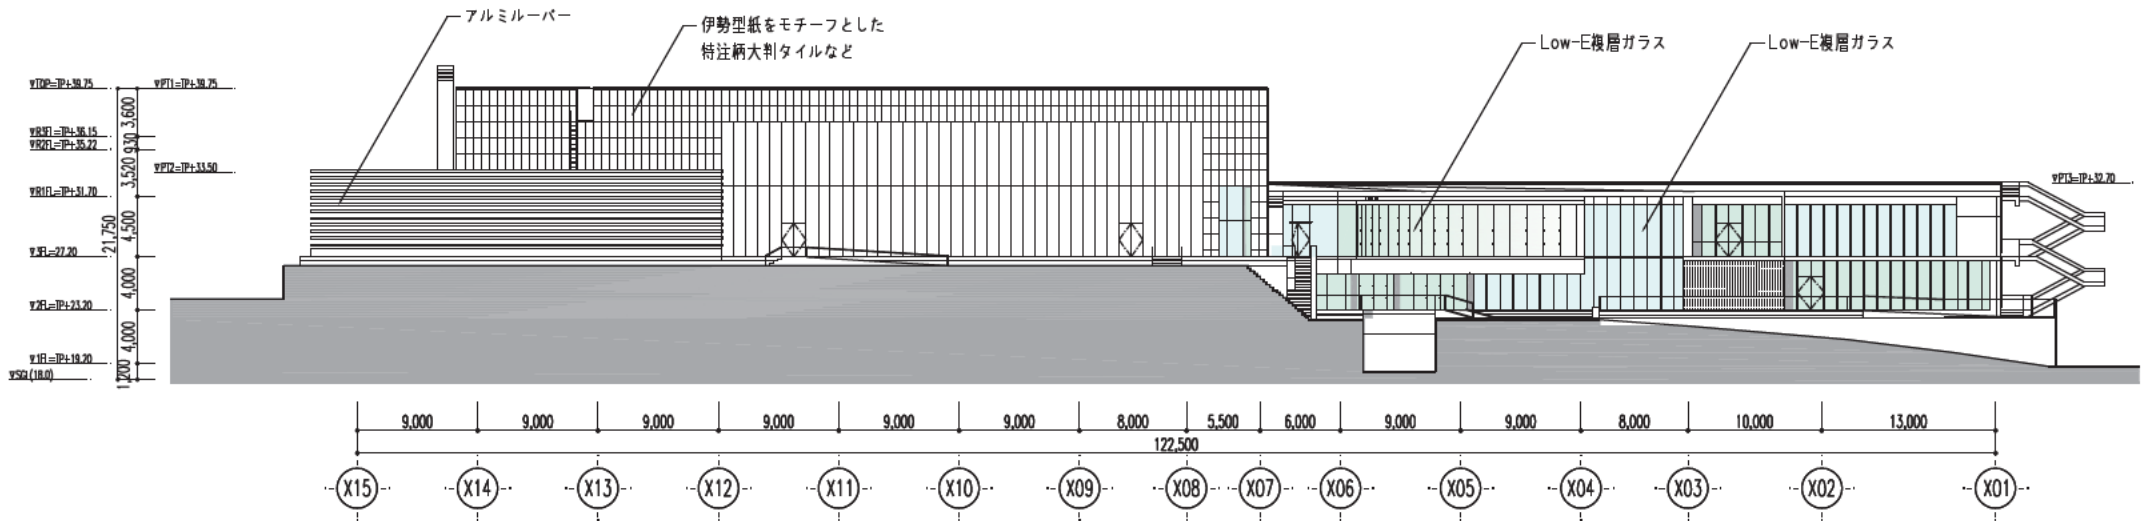 アルミルーバー
伊勢型紙をモチーフとした
特注柄大判タイルなど
Low-E複層ガラス
Low-E複層ガラス
▽TOP=TP+39.75
▽PT1=TP+39.75
▽R3FL=TP+36.15
▽R2FL=TP+35.22
▽PT2=TP+33.50
▽R1FL=TP+31.70
▽PT3=TP+32.70
▽3FL=27.20
▽2FL=TP+23.20
▽1FL=TP+19.20
▽SGL(18.0)
3,600
930
3,520
4,500
21,750
4,000
4,000
1,200
9,000 9,000 9,000 9,000 9,000 9,000 8,000 5,500 6,000 9,000 9,000 8,000 10,000 13,000
122,500
X15 X14 X13 X12 X11 X10 X09 X08 X07 X06 X05 X04 X03 X02 X01